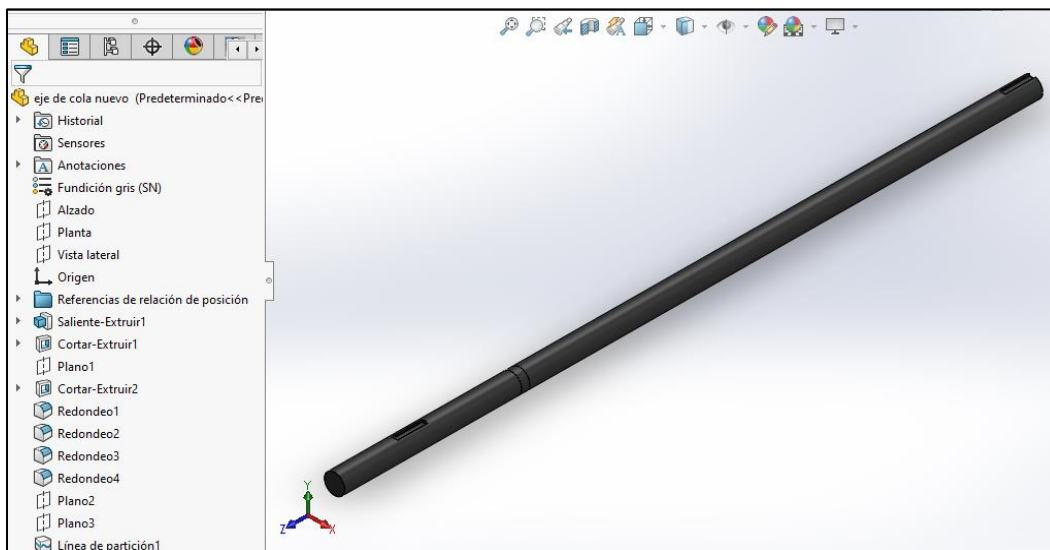 eje de cola nuevo (Predeterminado<<Pre
Historial
Sensores
Anotaciones
Fundición gris (SN)
Alzado
Planta
Vista lateral
Origen
Referencias de relación de posición
Saliente-Extruir1
Cortar-Extruir1
Plano1
Cortar-Extruir2
Redondeo1
Redondeo2
Redondeo3
Redondeo4
Plano2
Plano3
Línea de partición1
Y
Z
X